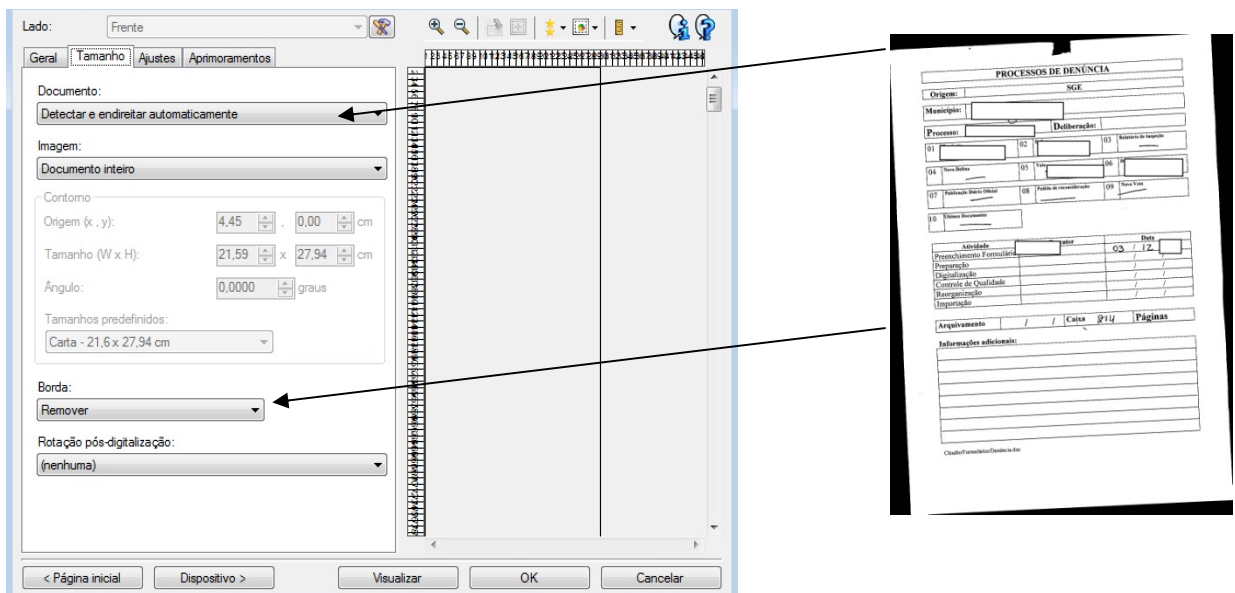 Lado:
Frente
Geral
Tamanho
Ajustes
Aprimoramentos
Documento:
Detectar e endireitar automaticamente
Imagem:
Documento inteiro
Contorno
Origem (x , y):
4,45 , 0,00 cm
Tamanho (W x H):
21,59 x 27,94 cm
Ângulo:
0,0000 graus
Tamanhos predefinidos:
Carta - 21,6 x 27,94 cm
Borda:
Remover
Rotação pós-digitalização:
(nenhuma)
< Página inicial
Dispositivo >
Visualizar
OK
Cancelar
PROCESSOS DE DENÚNCIA
Origem: SGE
Município:
Processo: Deliberação:
01 02 03 Relatório de Inspeção
04 Nova Defesa 05 Voto 06
07 Publicação Diário Oficial 08 Pedido de reconsideração 09 Novo Voto
10 Últimos Documentos
Atividade Data
Preenchimento Formulário 03 / 12
Preparação / /
Digitalização / /
Controle de Qualidade / /
Reorganização / /
Importação / /
Arquivamento / / Caixa 214 Páginas
Informações adicionais:
Claudio/Formulários/Denúncia.doc